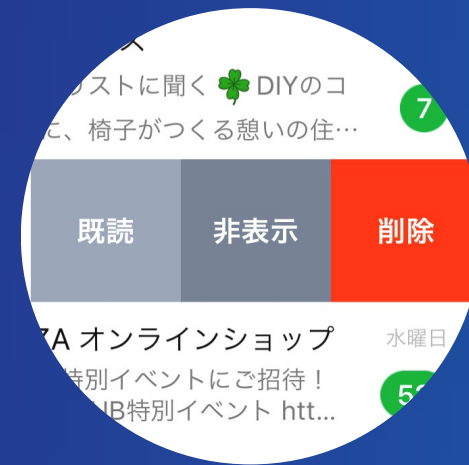 ストに聞く🍀DIYのコ
、椅子がつくる憩いの住…
7
既読 非表示 削除
ZA オンラインショップ
水曜日
特別イベントにご招待！
UB特別イベント htt...